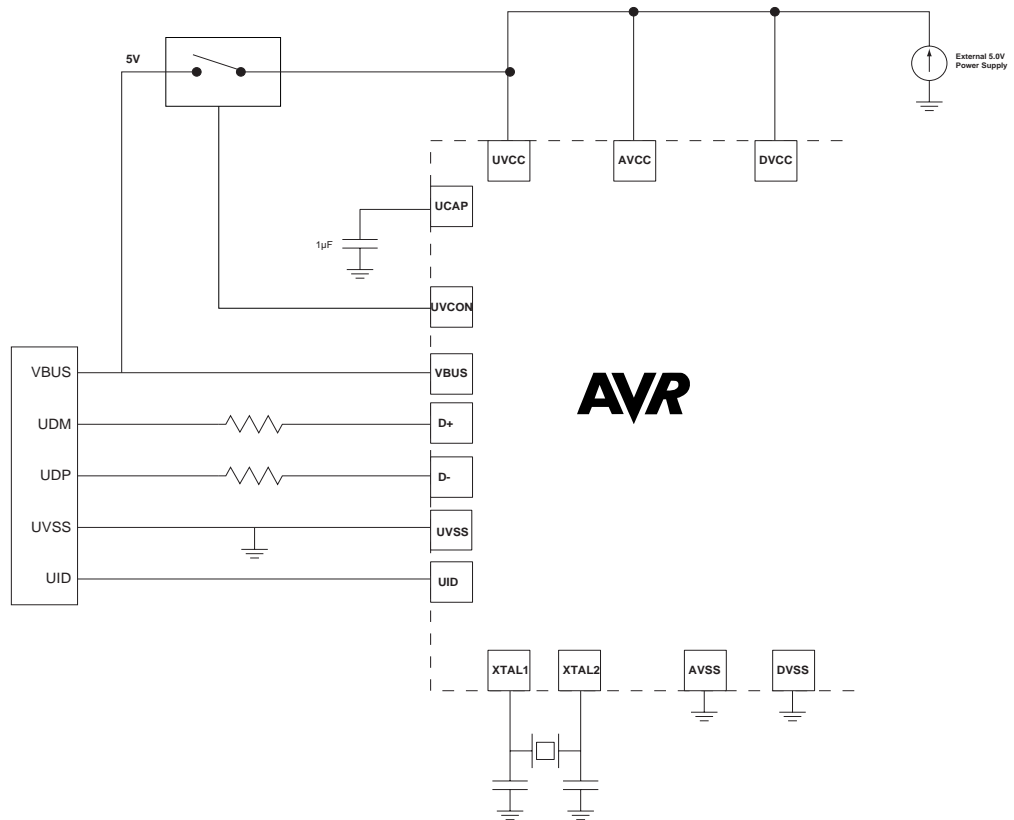 5V
External 5.0V
Power Supply
UVCC
AVCC
DVCC
UCAP
1µF
UVCON
VBUS
VBUS
AVR
UDM
D+
UDP
D-
UVSS
UVSS
UID
UID
XTAL1
XTAL2
AVSS
DVSS